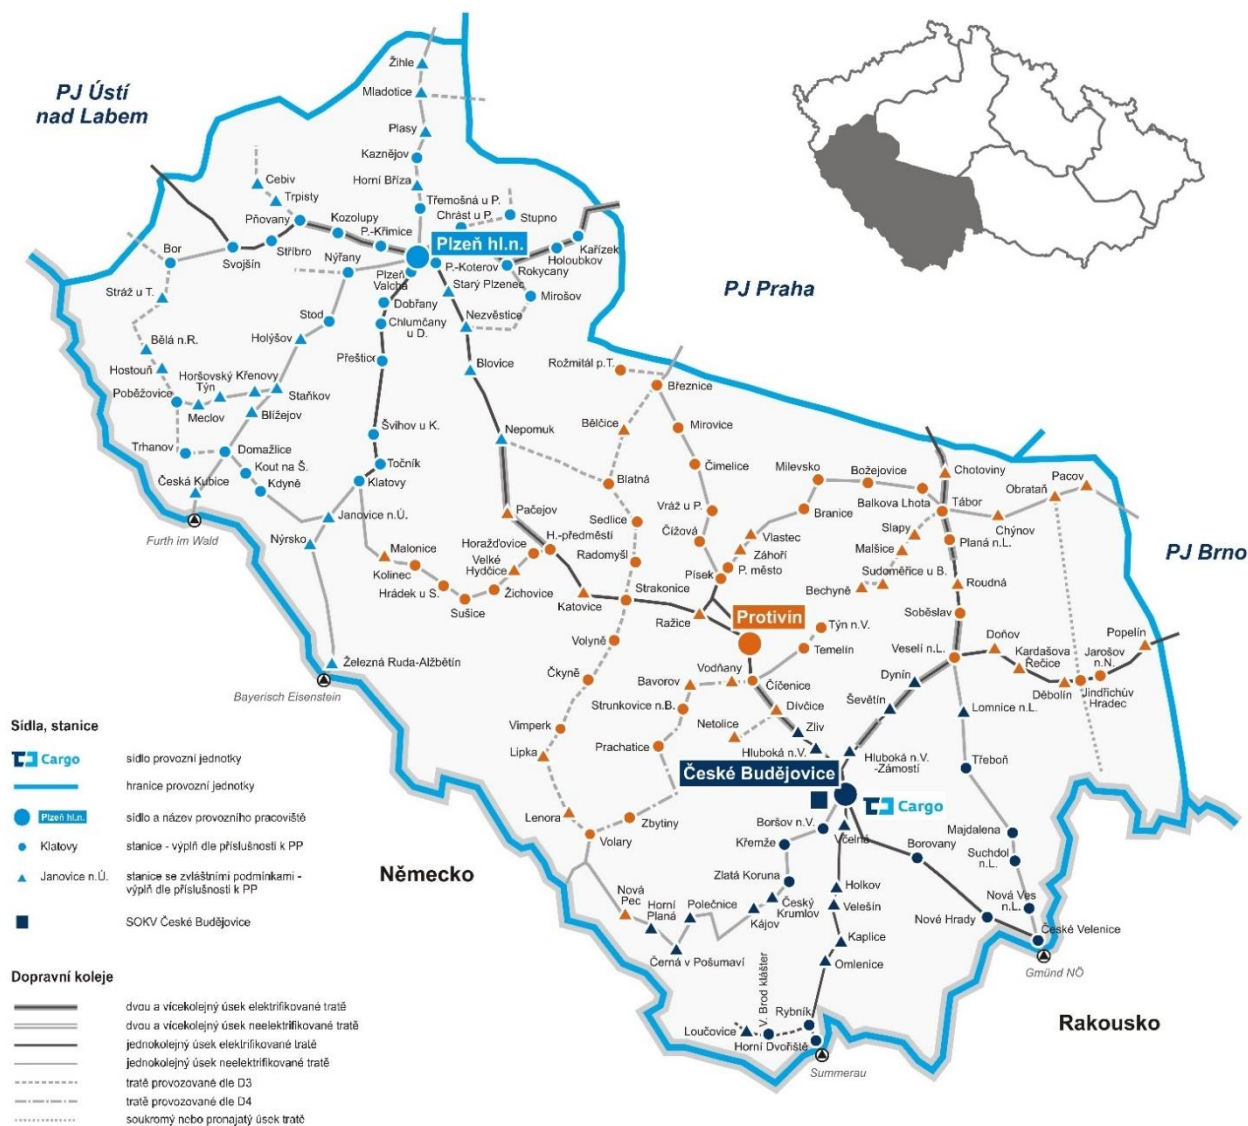 PJ Ústí
nad Labem
PJ Praha
PJ Brno
Německo
Rakousko
Žihle
Mladotice
Plasy
Kaznějov
Horní Bříza
Třemošná u P.
Chrást u P.
Stupno
Cebiv
Trpisty
Pňovany
Kozolupy
P.-Křimice
Plzeň hl.n.
Kařízek
Holoubkov
Rokycany
P.-Koterov
Bor
Svojšín
Stříbro
Nýřany
Plzeň
Valcha
Starý Plzenec
Mirošov
Stráž u T.
Dobřany
Chlumčany
u D.
Nezvěstice
Stod
Bělá n.R.
Holýšov
Přeštice
Blovice
Hostouň
Horšovský
Týn
Křenovy
Staňkov
Poběžovice
Meclov
Blížejov
Rožmitál p.T.
Březnice
Švihov u K.
Nepomuk
Bělčice
Mirovice
Trhanov
Domažlice
Točník
Kout na Š.
Kdyně
Klatovy
Česká Kubice
Čimelice
Blatná
Milevsko
Božejovice
Chotoviny
Balkova Lhota
Tábor
Obrataň
Pacov
Furth im Wald
Janovice n.Ú.
Pačejov
Sedlice
Vráž u P.
Branice
Chýnov
Nýrsko
Malonice
Horažďovice
H.-předměstí
Radomyšl
Čížová
Vlastec
Slapy
Planá n.L.
Kolinec
Velké
Hydčice
Záhoří
Malšice
Hrádek u S.
Sušice
Žichovice
Katovice
Strakonice
Písek
P. město
Sudoměřice u B.
Bechyně
Roudná
Ražice
Protivín
Týn n.V.
Soběslav
Temelín
Veselí n.L.
Doňov
Popelín
Kardašova
Řečice
Jarošov
n.N.
Děbolín
Jindřichův
Hradec
Volyně
Železná Ruda-Alžbětín
Bayerisch Eisenstein
Čkyně
Bavorov
Vodňany
Číčenice
Dynín
Ševětín
Lomnice n.L.
Strunkovice n.B.
Netolice
Dívčice
Zliv
Vimperk
Lipka
Prachatice
Hluboká n.V.
Hluboká n.V.
-Zámostí
Třeboň
České Budějovice
Cargo
Lenora
Zbytiny
Volary
Boršov n.V.
Včelná
Borovany
Majdalena
Suchdol
n.L.
Křemže
Zlatá Koruna
Holkov
Velešín
Nová Ves
n.L.
Nová
Pec
Horní
Planá
Polečnice
Kájov
Český
Krumlov
Nové Hrady
České Velenice
Gmünd NÖ
Černá v Pošumaví
Kaplice
Omlenice
V. Brod klášter
Rybník
Loučovice
Horní Dvořiště
Summerau
Sídla, stanice
Cargo sídlo provozní jednotky
hranice provozní jednotky
Plzeň hl.n. sídlo a název provozního pracoviště
Klatovy stanice - výplň dle příslušnosti k PP
Janovice n.Ú. stanice se zvláštními podmínkami -
výplň dle příslušnosti k PP
SOKV České Budějovice
Dopravní koleje
dvou a vícekolejný úsek elektrifikované tratě
dvou a vícekolejný úsek neelektrifikované tratě
jednokolejný úsek elektrifikované tratě
jednokolejný úsek neelektrifikované tratě
tratě provozované dle D3
tratě provozované dle D4
soukromý nebo pronajatý úsek tratě